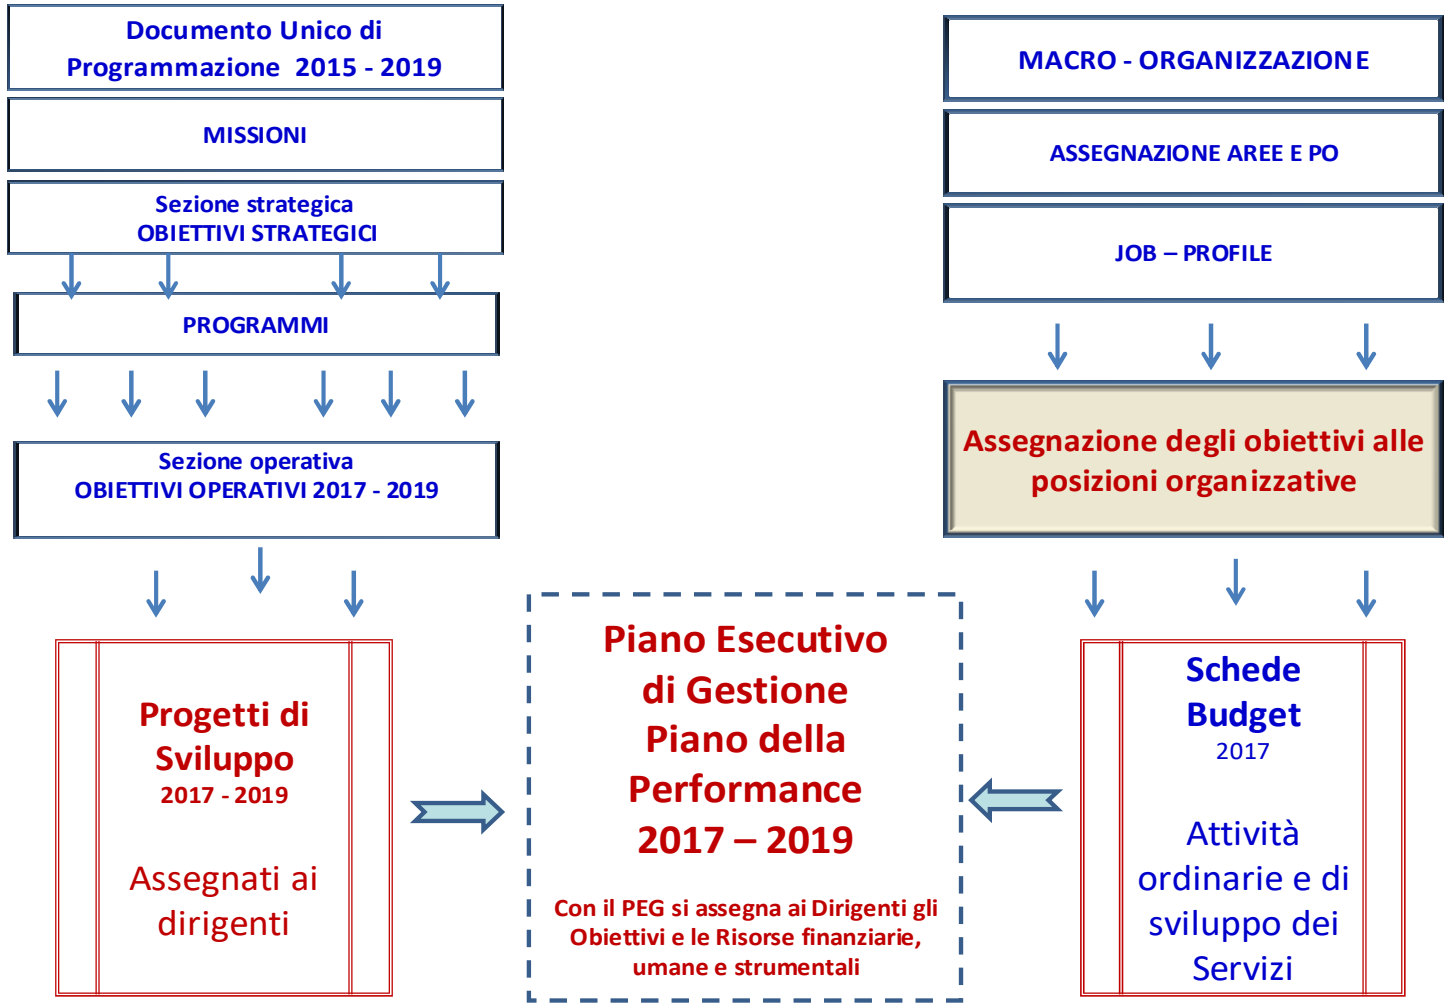 Documento Unico di
Programmazione 2015 - 2019
MISSIONI
Sezione strategica
OBIETTIVI STRATEGICI
PROGRAMMI
Sezione operativa
OBIETTIVI OPERATIVI 2017 - 2019
Progetti di
Sviluppo
2017 - 2019
Assegnati ai
dirigenti
Piano Esecutivo
di Gestione
Piano della
Performance
2017 – 2019
Con il PEG si assegna ai Dirigenti gli
Obiettivi e le Risorse finanziarie,
umane e strumentali
MACRO - ORGANIZZAZIONE
ASSEGNAZIONE AREE E PO
JOB – PROFILE
Assegnazione degli obiettivi alle
posizioni organizzative
Schede
Budget
2017
Attività
ordinarie e di
sviluppo dei
Servizi